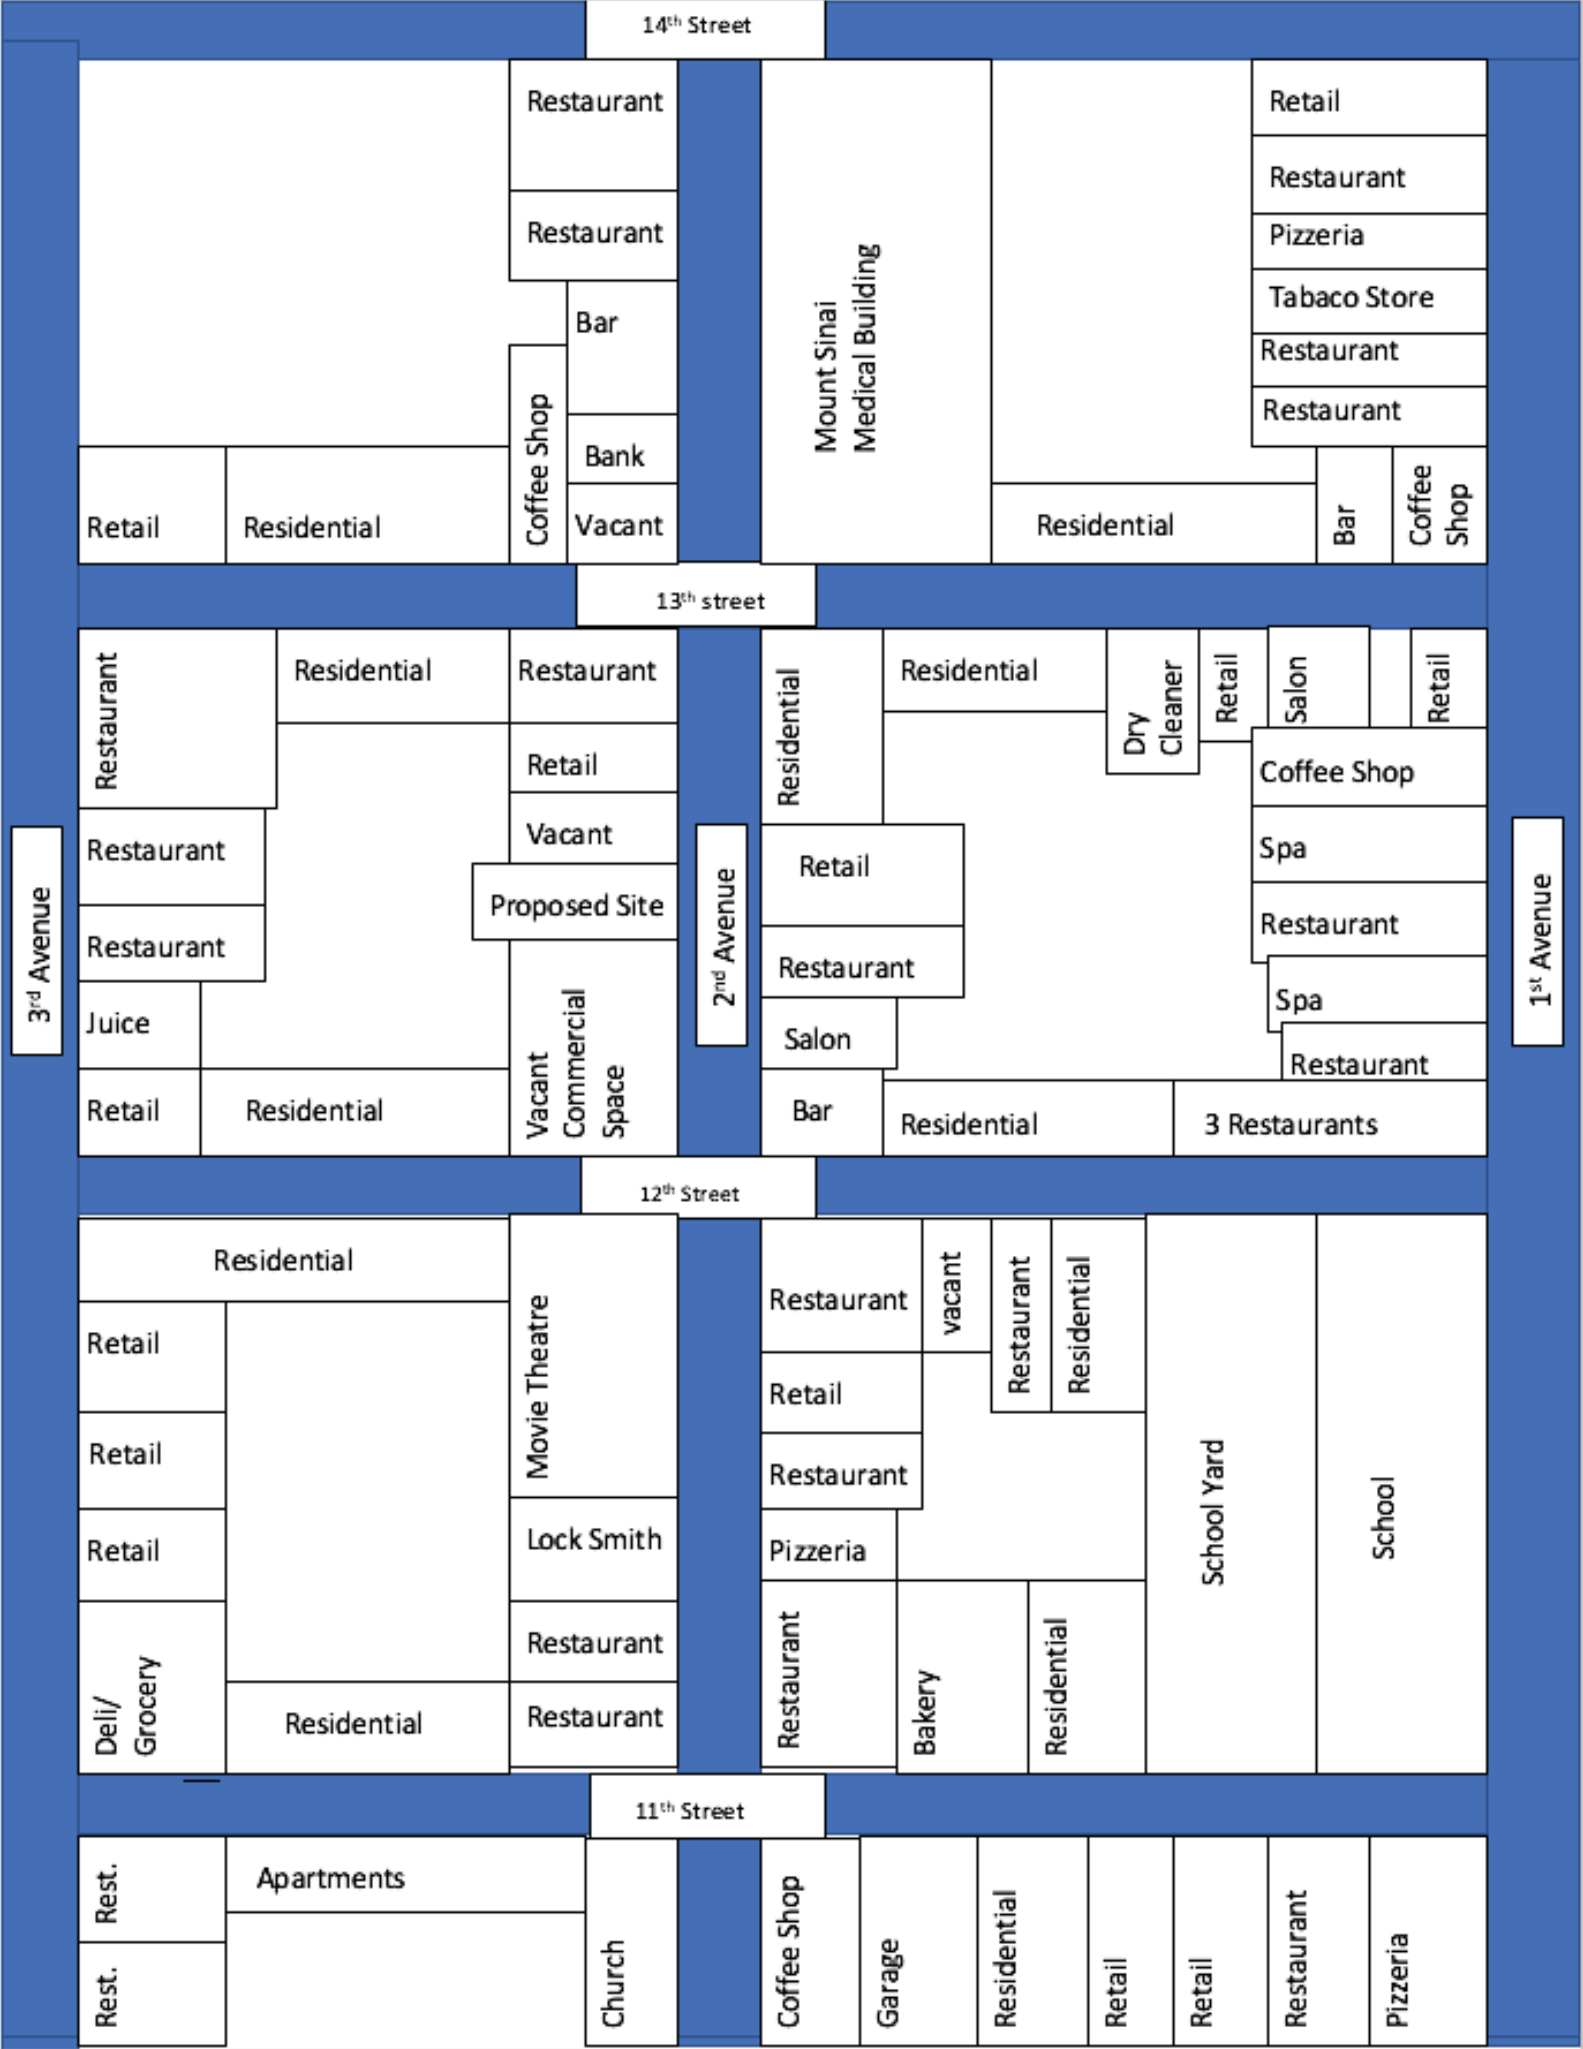 14th Street
Restaurant
Restaurant
Bar
Coffee Shop
Bank
Vacant
Retail
Residential
Mount Sinai
Medical Building
Retail
Restaurant
Pizzeria
Tabaco Store
Restaurant
Restaurant
Residential
Bar
Coffee
Shop
13th street
Restaurant
Residential
Restaurant
Retail
Vacant
Proposed Site
Restaurant
Restaurant
Juice
Retail
Residential
Vacant
Commercial
Space
3rd Avenue
2nd Avenue
1st Avenue
Residential
Residential
Dry
Cleaner
Retail
Salon
Retail
Coffee Shop
Retail
Spa
Restaurant
Restaurant
Spa
Salon
Restaurant
Bar
Residential
3 Restaurants
12th Street
Residential
Movie Theatre
Retail
Retail
Retail
Lock Smith
Restaurant
Deli/
Grocery
Residential
Restaurant
Restaurant
vacant
Restaurant
Residential
Retail
Restaurant
Pizzeria
Restaurant
Bakery
Residential
School Yard
School
11th Street
Rest.
Apartments
Rest.
Church
Coffee Shop
Garage
Residential
Retail
Retail
Restaurant
Pizzeria